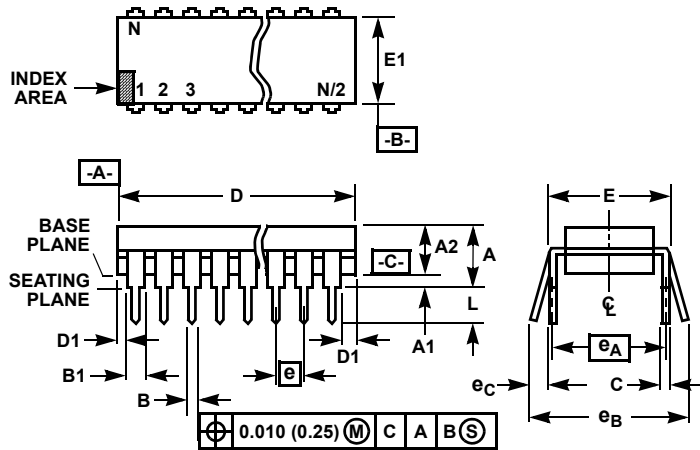 N
E1
INDEX
AREA
1 2 3 N/2
-B-
-A-
D
E
BASE
PLANE
A2
A
-C-
SEATING
PLANE
L
℄
D1
A1
D1
eA
B1
e
eC
C
B
eB
0.010 (0.25) Ⓜ C A B Ⓢ